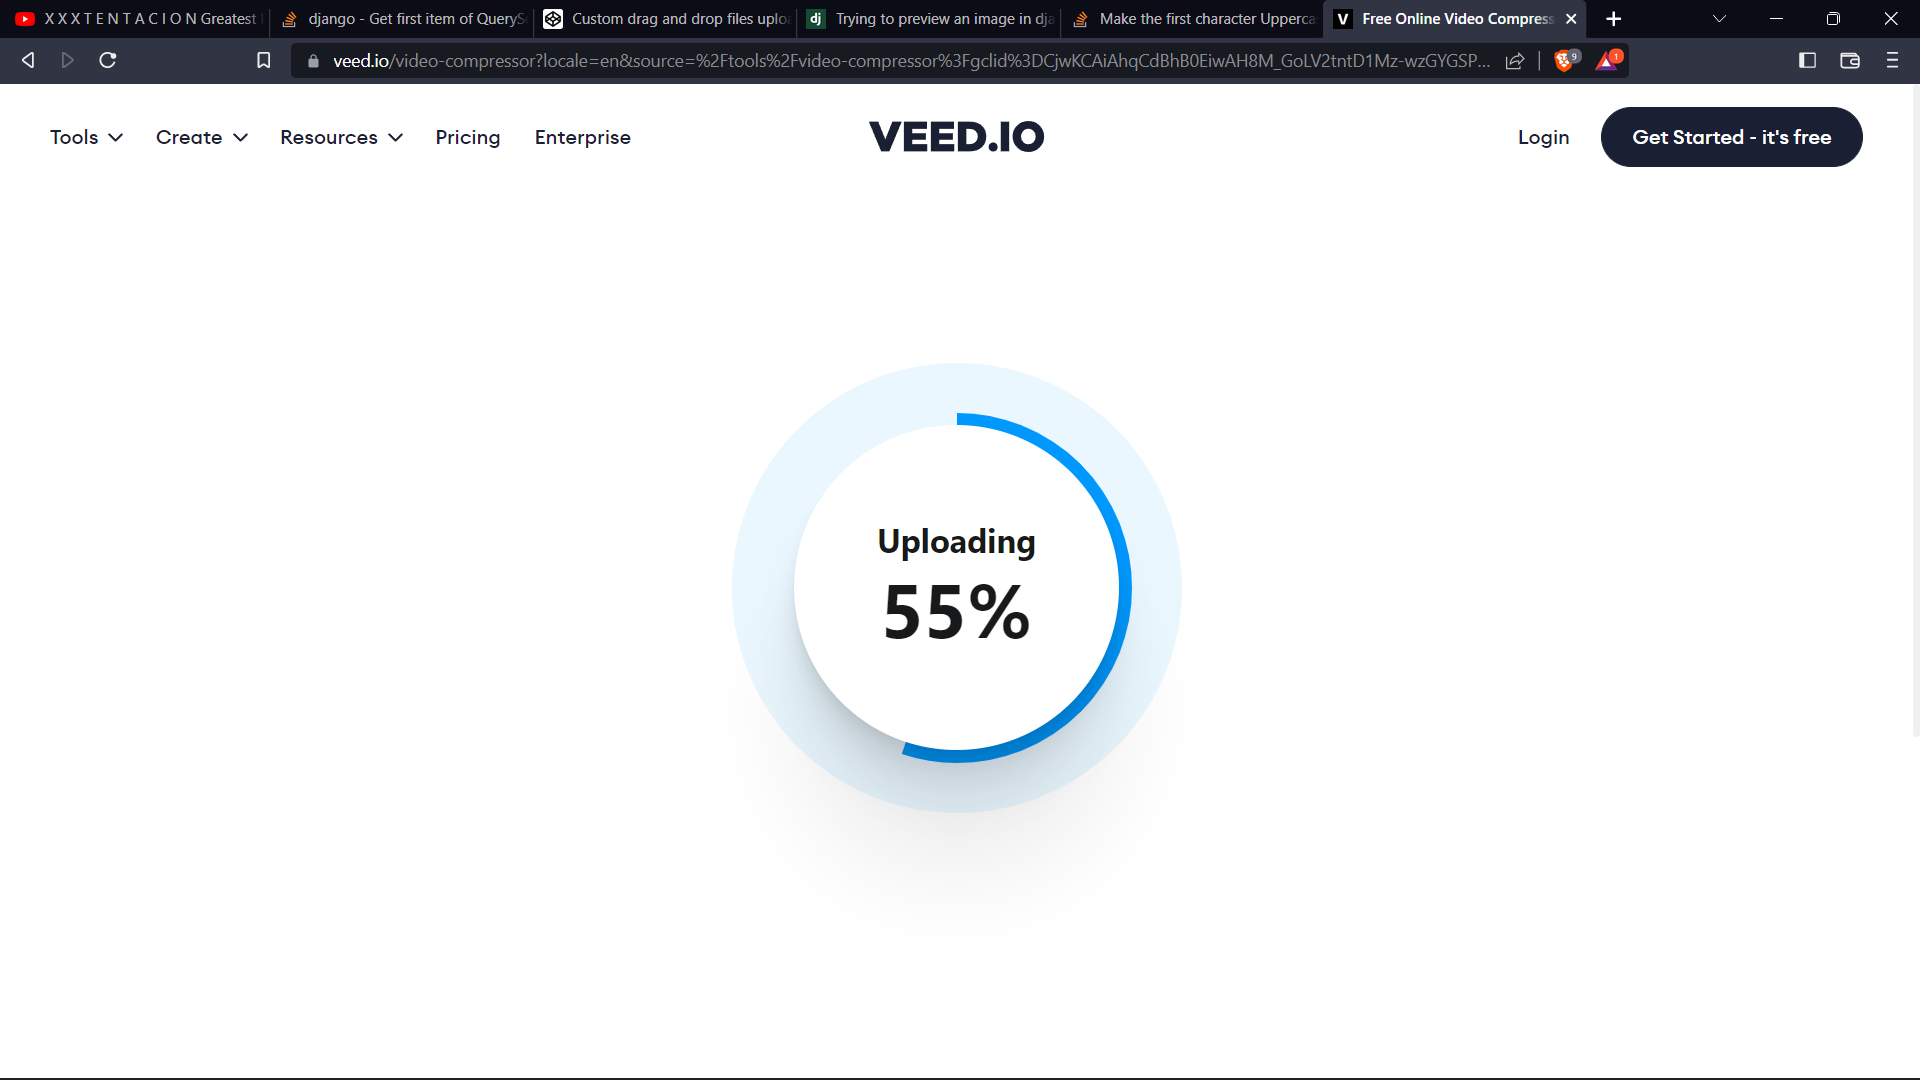 X X X T E N T A C I O N Greatest
django - Get first item of QueryS
Custom drag and drop files uplo
dj
Trying to preview an image in dja
Make the first character Upperca
V
Free Online Video Compress
veed.io/video-compressor?locale=en&source=%2Ftools%2Fvideo-compressor%3Fgclid%3DCjwKCAiAhqCdBhB0EiwAH8M_GoLV2tntD1Mz-wzGYGSP...
9
1
Tools
Create
Resources
Pricing
Enterprise
VEED.IO
Login
Get Started - it's free
Uploading
55%